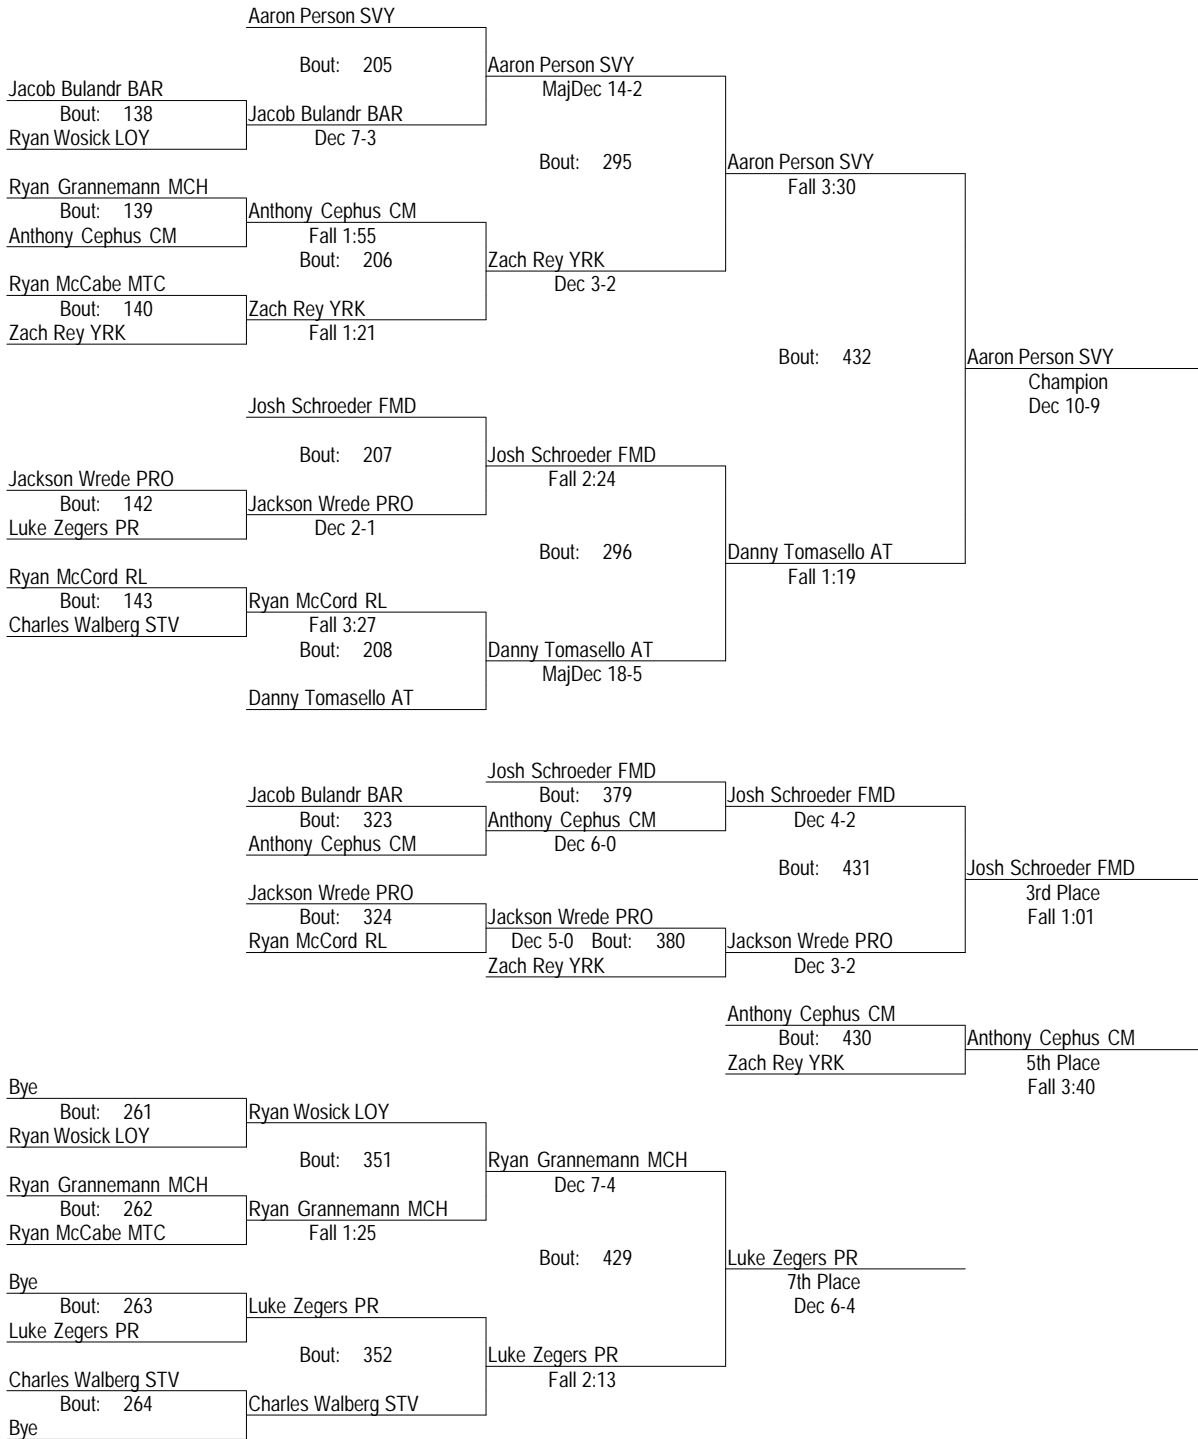 Aaron Person SVY
Bout: 205 Aaron Person SVY
Jacob Bulandr BAR MajDec 14-2
Bout: 138 Jacob Bulandr BAR
Ryan Wosick LOY Dec 7-3
Bout: 295 Aaron Person SVY
Ryan Grannemann MCH Fall 3:30
Bout: 139 Anthony Cephus CM
Anthony Cephus CM Fall 1:55
Bout: 206 Zach Rey YRK
Ryan McCabe MTC Dec 3-2
Bout: 140 Zach Rey YRK
Zach Rey YRK Fall 1:21
Bout: 432 Aaron Person SVY
Champion
Josh Schroeder FMD Dec 10-9
Bout: 207 Josh Schroeder FMD
Jackson Wrede PRO Fall 2:24
Bout: 142 Jackson Wrede PRO
Luke Zegers PR Dec 2-1
Bout: 296 Danny Tomasello AT
Ryan McCord RL Fall 1:19
Bout: 143 Ryan McCord RL
Charles Walberg STV Fall 3:27
Bout: 208 Danny Tomasello AT
MajDec 18-5
Danny Tomasello AT
Josh Schroeder FMD
Jacob Bulandr BAR Bout: 379 Josh Schroeder FMD
Bout: 323 Anthony Cephus CM Dec 4-2
Anthony Cephus CM Dec 6-0
Bout: 431 Josh Schroeder FMD
Jackson Wrede PRO 3rd Place
Bout: 324 Jackson Wrede PRO Fall 1:01
Ryan McCord RL Dec 5-0 Bout: 380 Jackson Wrede PRO
Zach Rey YRK Dec 3-2
Anthony Cephus CM
Bout: 430 Anthony Cephus CM
Zach Rey YRK 5th Place
Bye Fall 3:40
Bout: 261 Ryan Wosick LOY
Ryan Wosick LOY
Bout: 351 Ryan Grannemann MCH
Ryan Grannemann MCH Dec 7-4
Bout: 262 Ryan Grannemann MCH
Ryan McCabe MTC Fall 1:25
Bout: 429 Luke Zegers PR
Bye 7th Place
Bout: 263 Luke Zegers PR Dec 6-4
Luke Zegers PR
Bout: 352 Luke Zegers PR
Charles Walberg STV Fall 2:13
Bout: 264 Charles Walberg STV
Bye